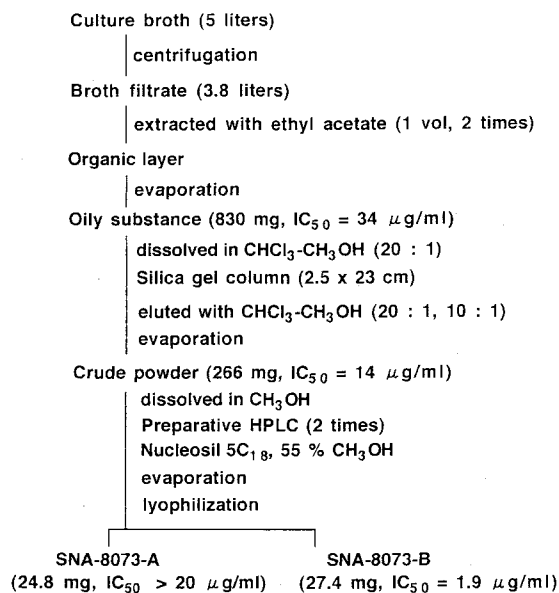 Culture broth (5 liters)
centrifugation
Broth filtrate (3.8 liters)
extracted with ethyl acetate (1 vol, 2 times)
Organic layer
evaporation
Oily substance (830 mg, IC₅₀ = 34 μg/ml)
dissolved in CHCl₃-CH₃OH (20 : 1)
Silica gel column (2.5 x 23 cm)
eluted with CHCl₃-CH₃OH (20 : 1, 10 : 1)
evaporation
Crude powder (266 mg, IC₅₀ = 14 μg/ml)
dissolved in CH₃OH
Preparative HPLC (2 times)
Nucleosil 5C₁₈, 55 % CH₃OH
evaporation
lyophilization
SNA-8073-A SNA-8073-B
(24.8 mg, IC₅₀ > 20 μg/ml) (27.4 mg, IC₅₀ = 1.9 μg/ml)